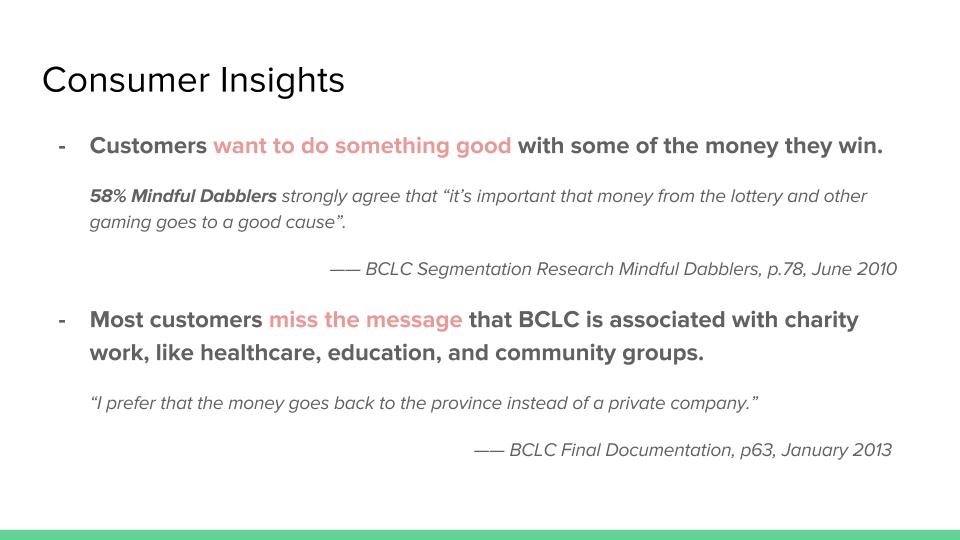 Consumer Insights
- Customers want to do something good with some of the money they win.
58% Mindful Dabblers strongly agree that “it’s important that money from the lottery and other
gaming goes to a good cause”.
—— BCLC Segmentation Research Mindful Dabblers, p.78, June 2010
- Most customers miss the message that BCLC is associated with charity
work, like healthcare, education, and community groups.
“I prefer that the money goes back to the province instead of a private company.”
—— BCLC Final Documentation, p63, January 2013